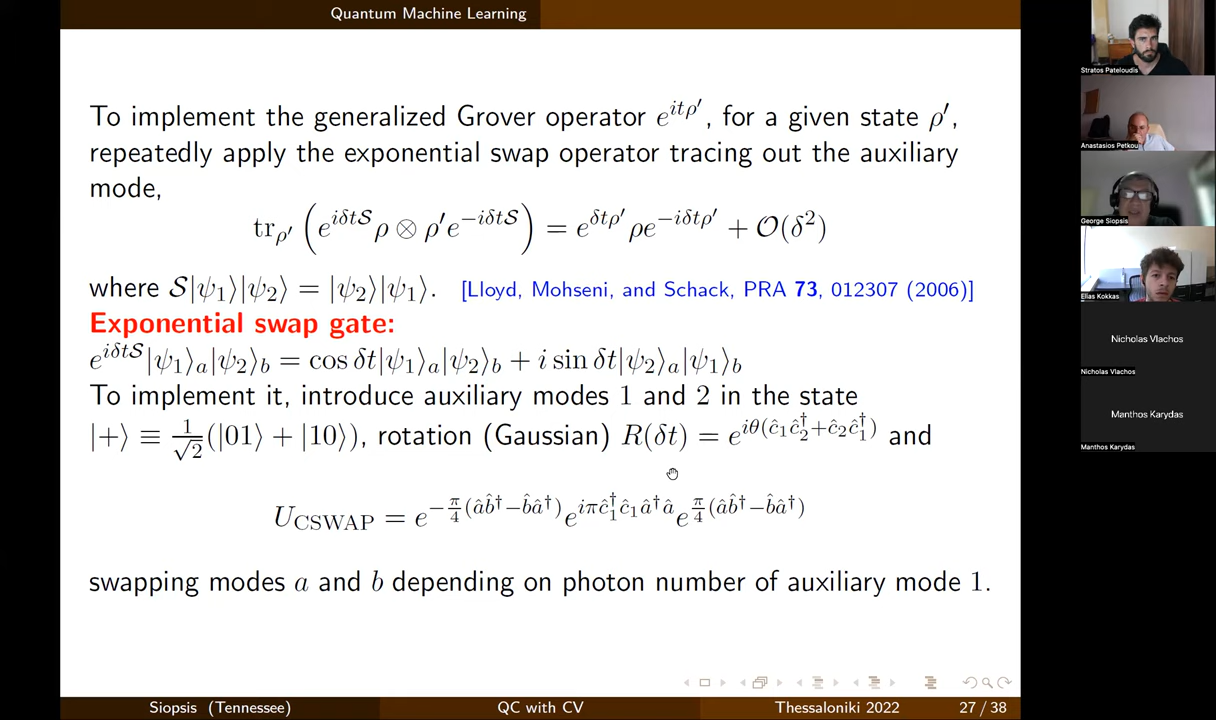 Quantum Machine Learning
To implement the generalized Grover operator e^{itρ′}, for a given state ρ′,
repeatedly apply the exponential swap operator tracing out the auxiliary
mode,
tr_{ρ′} (e^{iδtS} ρ ⊗ ρ′ e^{−iδtS}) = e^{δtρ′} ρ e^{−iδtρ′} + O(δ²)
where S|ψ₁⟩|ψ₂⟩ = |ψ₂⟩|ψ₁⟩. [Lloyd, Mohseni, and Schack, PRA 73, 012307 (2006)]
Exponential swap gate:
e^{iδtS}|ψ₁⟩_a|ψ₂⟩_b = cos δt|ψ₁⟩_a|ψ₂⟩_b + i sin δt|ψ₂⟩_a|ψ₁⟩_b
To implement it, introduce auxiliary modes 1 and 2 in the state
|+⟩ ≡ 1/√2 (|01⟩ + |10⟩), rotation (Gaussian) R(δt) = e^{iθ(ĉ₁ĉ₂†+ĉ₂ĉ₁†)} and
U_{CSWAP} = e^{−π/4(âb̂†−b̂â†)} e^{iπĉ₁†ĉ₁â†â} e^{π/4(âb̂†−b̂â†)}
swapping modes a and b depending on photon number of auxiliary mode 1.
Siopsis (Tennessee) QC with CV Thessaloniki 2022 27 / 38
Stratos Pateloudis
Anastasios Petkou
George Siopsis
Elias Kokkas
Nicholas Vlachos
Nicholas Vlachos
Manthos Karydas
Manthos Karydas